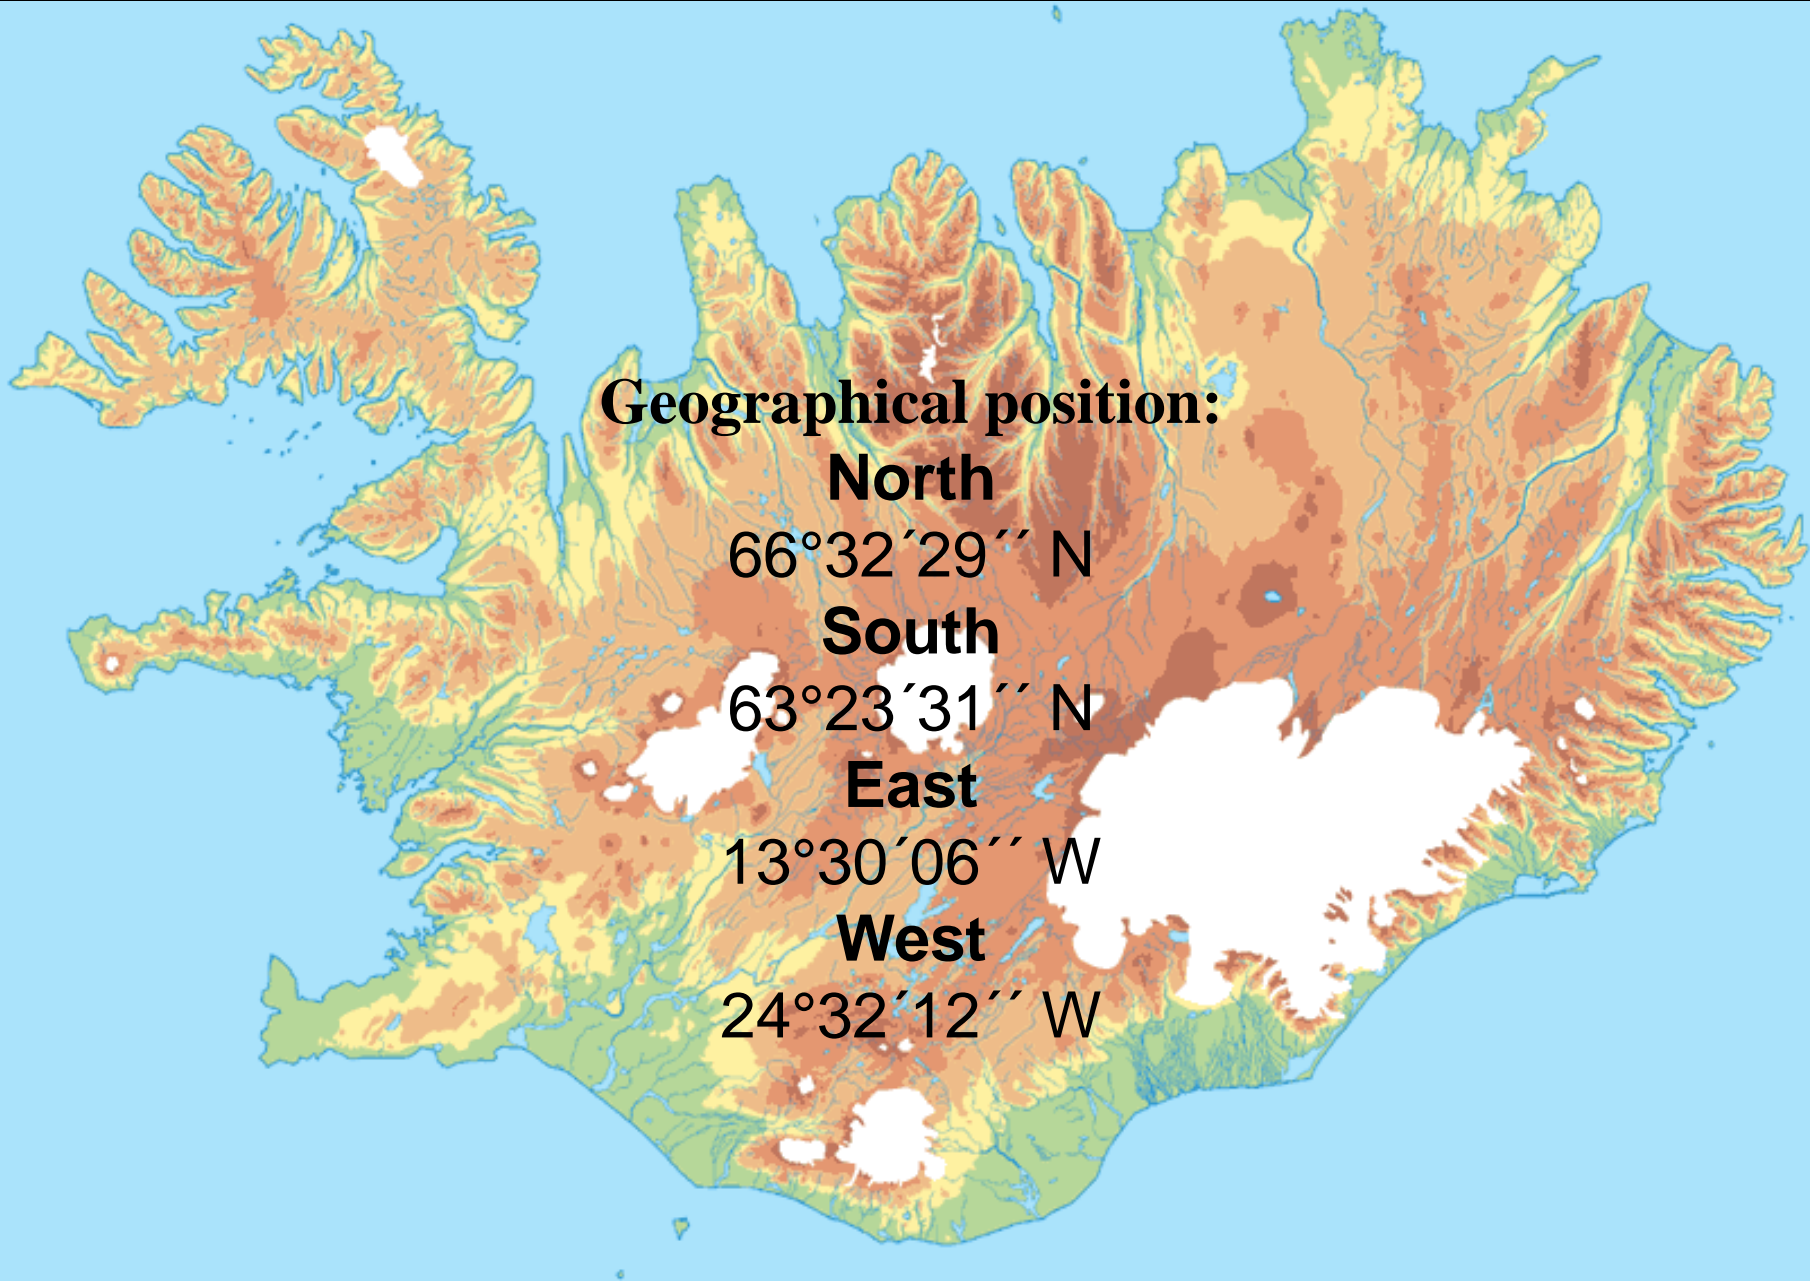 Geographical position:
North
66°32´29´´ N
South
63°23´31´´ N
East
13°30´06´´ W
West
24°32´12´´ W